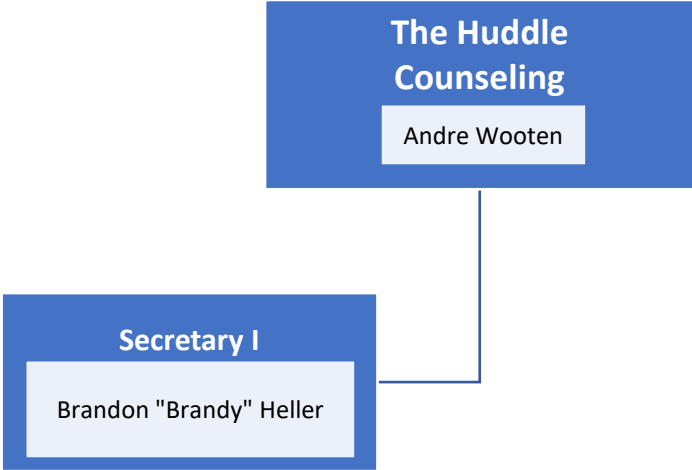 The Huddle
Counseling
Andre Wooten
Secretary I
Brandon "Brandy" Heller